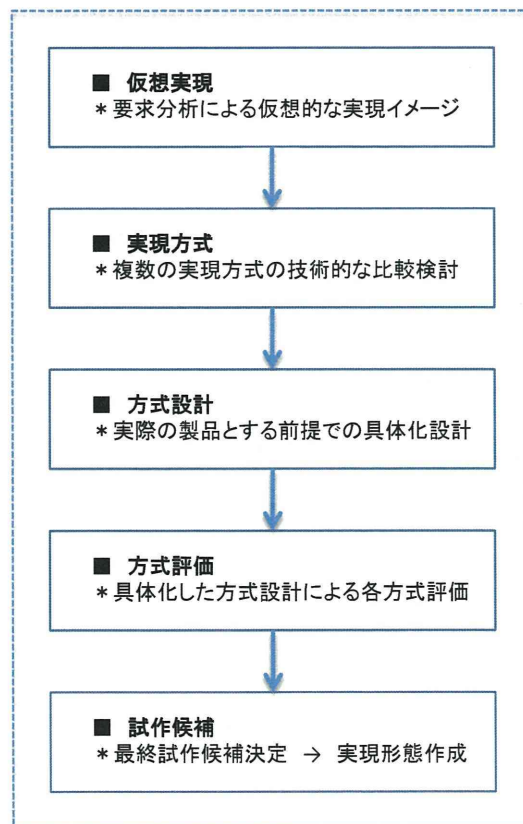 ■ 仮想実現
＊要求分析による仮想的な実現イメージ
■ 実現方式
＊複数の実現方式の技術的な比較検討
■ 方式設計
＊実際の製品とする前提での具体化設計
■ 方式評価
＊具体化した方式設計による各方式評価
■ 試作候補
＊最終試作候補決定 → 実現形態作成